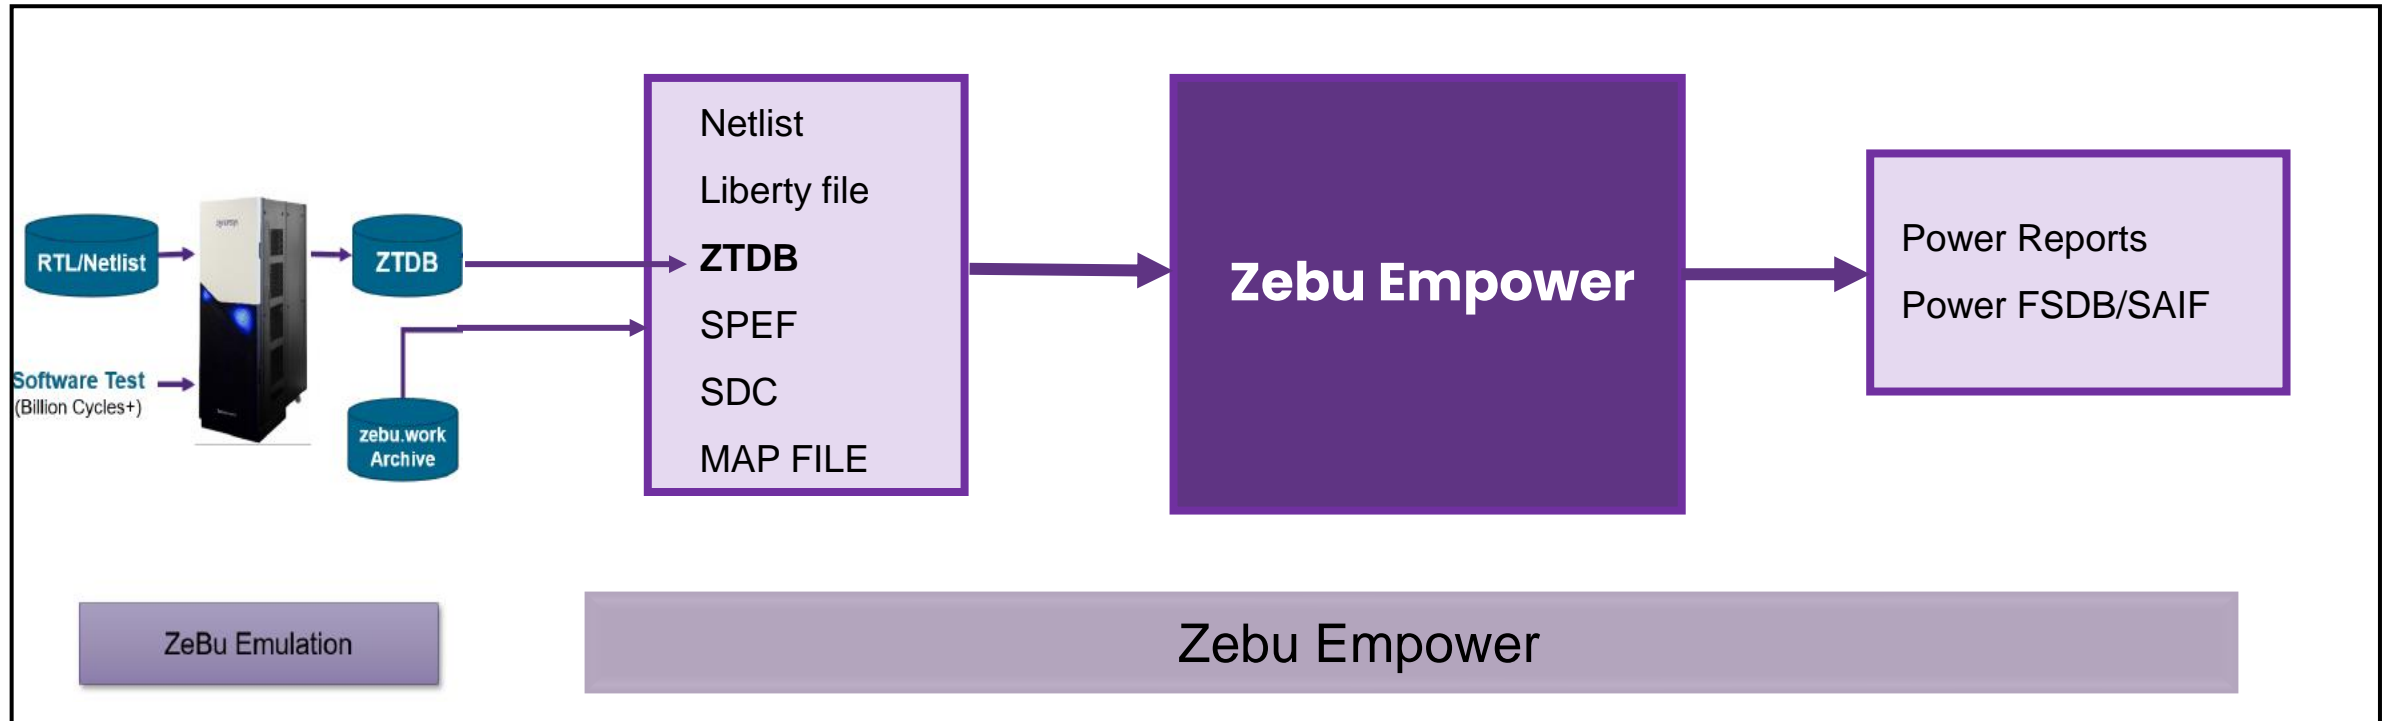 RTL/Netlist
Software Test
(Billion Cycles+)
ZTDB
zebu.work
Archive
Netlist
Liberty file
ZTDB
SPEF
SDC
MAP FILE
Zebu Empower
Power Reports
Power FSDB/SAIF
ZeBu Emulation
Zebu Empower